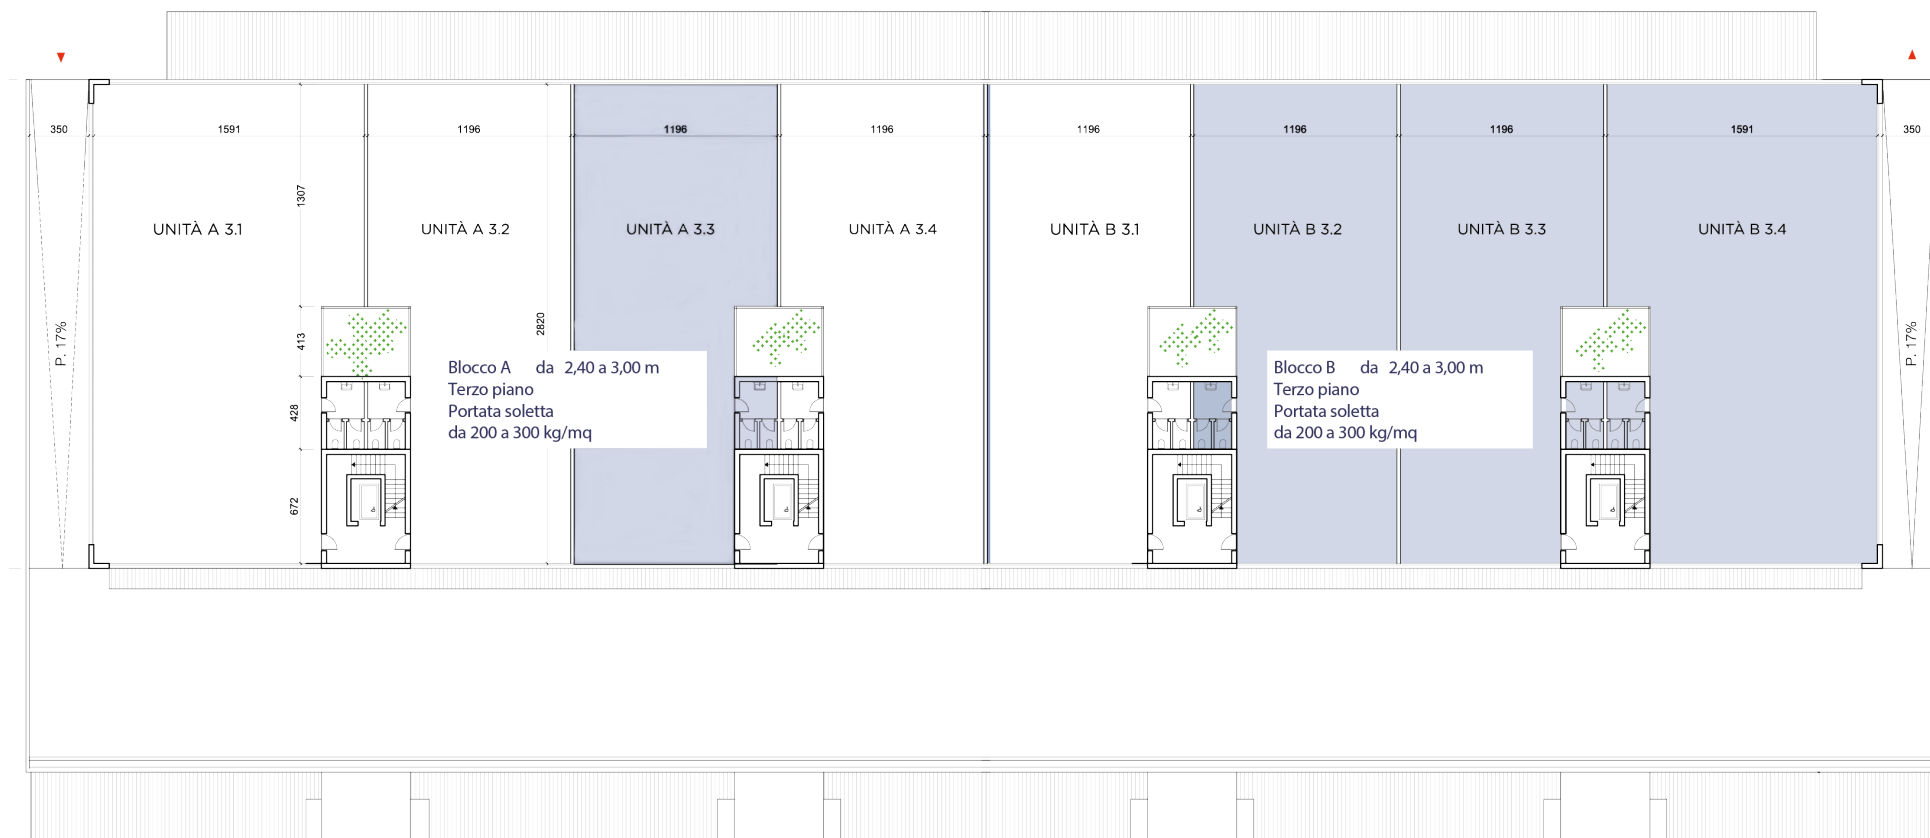 350
1591
1196
1196
1196
1196
1196
1196
1591
350
1307
UNITÀ A 3.1
UNITÀ A 3.2
UNITÀ A 3.3
UNITÀ A 3.4
UNITÀ B 3.1
UNITÀ B 3.2
UNITÀ B 3.3
UNITÀ B 3.4
P. 17%
413
2820
P. 17%
Blocco A da 2,40 a 3,00 m
Terzo piano
Portata soletta
da 200 a 300 kg/mq
Blocco B da 2,40 a 3,00 m
Terzo piano
Portata soletta
da 200 a 300 kg/mq
428
672